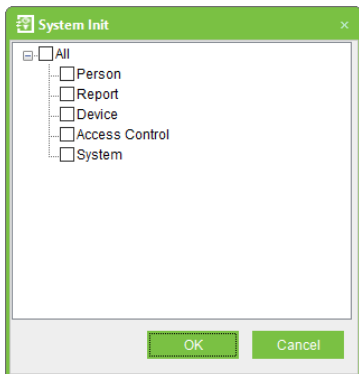 System Init
All
Person
Report
Device
Access Control
System
OK Cancel